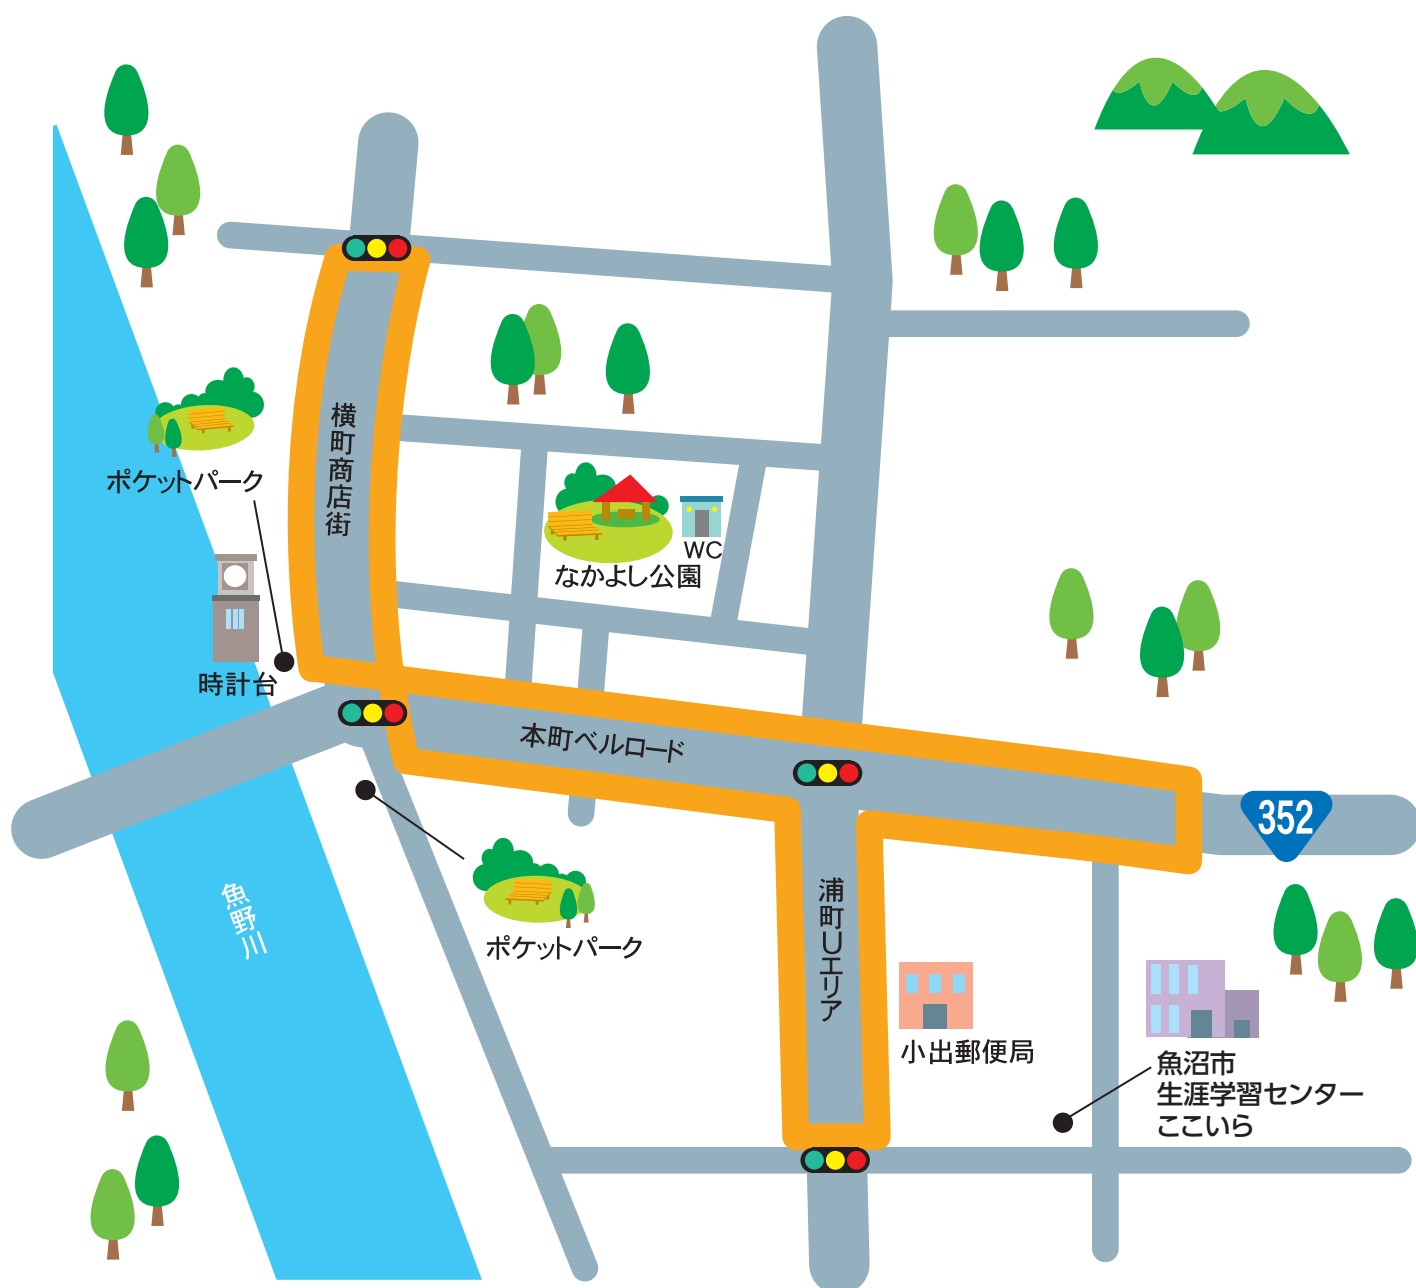 横町商店街
ポケットパーク
WC
なかよし公園
時計台
本町ベルロード
352
魚野川
ポケットパーク
浦町Uエリア
小出郵便局
魚沼市
生涯学習センター
ここいら